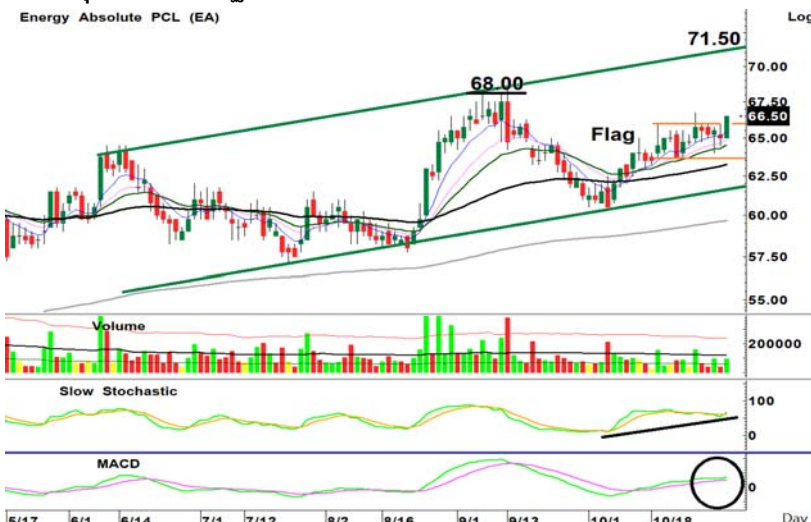 Energy Absolute PCL (EA)
Log
71.50
70.00
68.00
67.50
66.50
Flag
65.00
62.50
60.00
57.50
55.00
Volume
200000
Slow Stochastic
100
0
MACD
0
5/17 6/1 6/14 7/1 7/12 8/2 8/16 9/1 9/13 10/1 10/18 Day